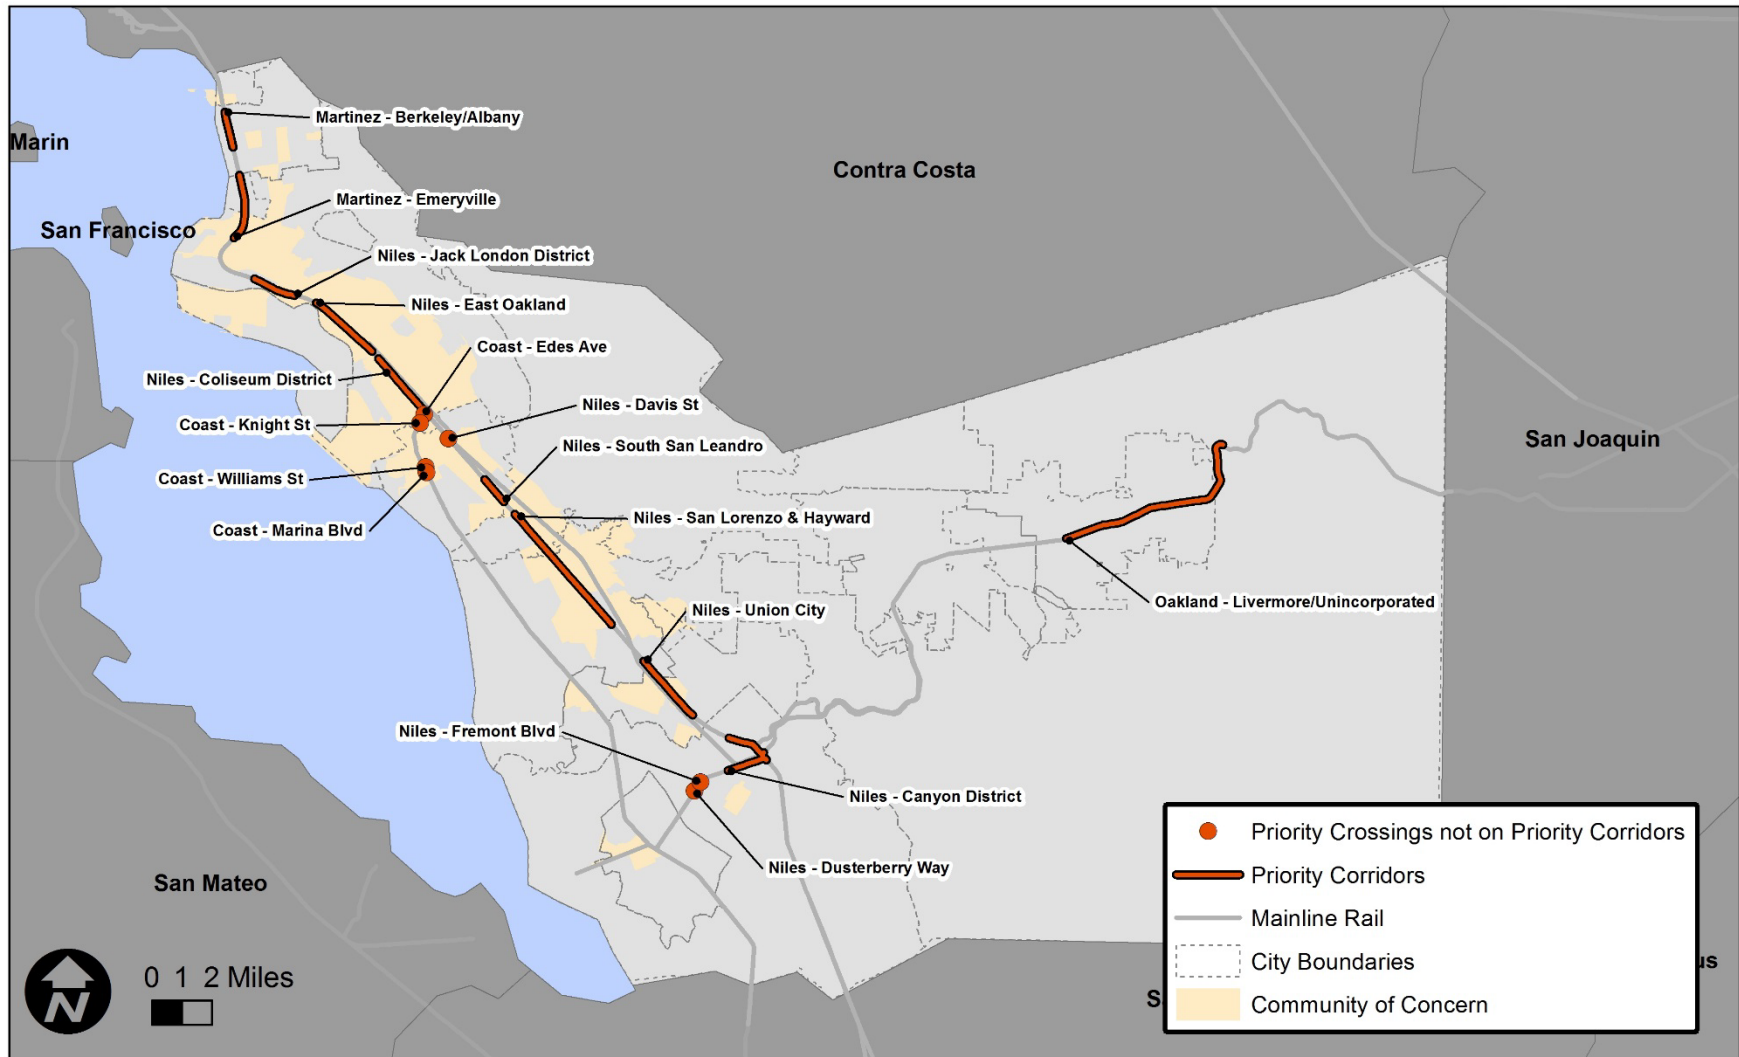 Martinez - Berkeley/Albany
Marin
Contra Costa
Martinez - Emeryville
San Francisco
Niles - Jack London District
Niles - East Oakland
Coast - Edes Ave
Niles - Coliseum District
Niles - Davis St
Coast - Knight St
San Joaquin
Niles - South San Leandro
Coast - Williams St
Niles - San Lorenzo & Hayward
Coast - Marina Blvd
Oakland - Livermore/Unincorporated
Niles - Union City
Niles - Fremont Blvd
Niles - Canyon District
Niles - Dusterberry Way
San Mateo
Priority Crossings not on Priority Corridors
Priority Corridors
Mainline Rail
City Boundaries
Community of Concern
N
0 1 2 Miles